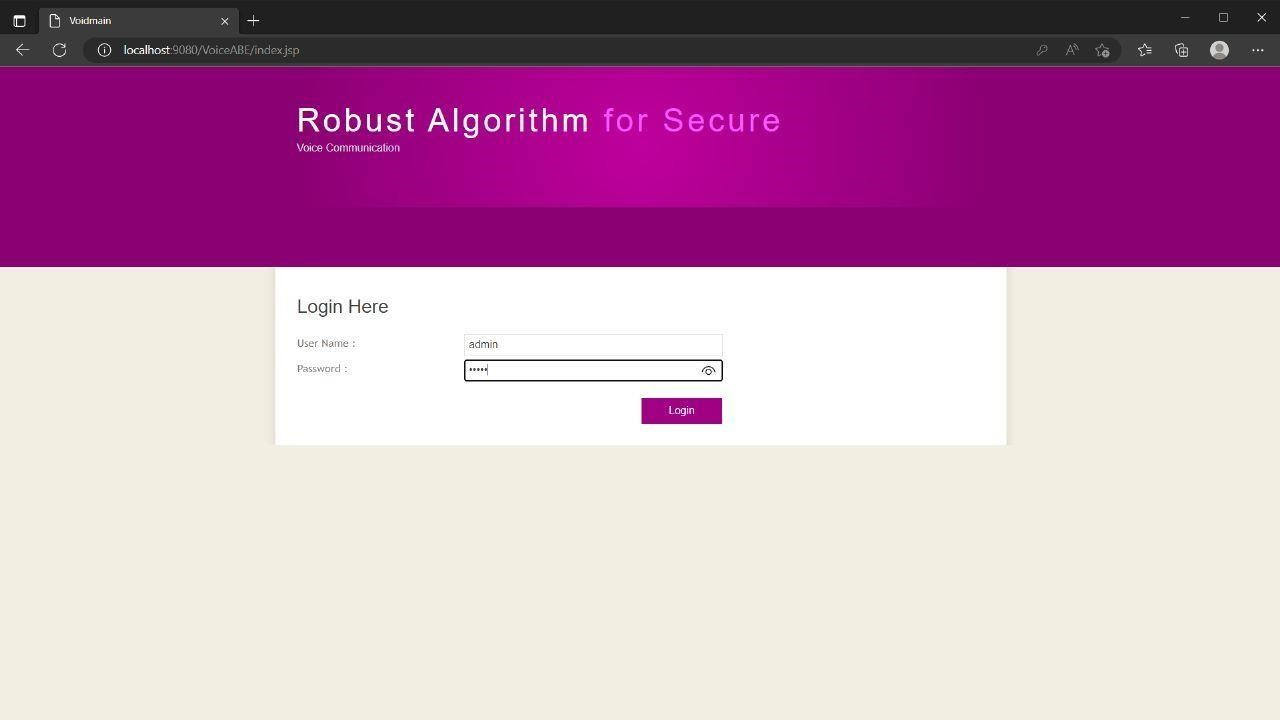 Voidmain
localhost:9080/VoiceABE/index.jsp
Robust Algorithm for Secure
Voice Communication
Login Here
User Name :
admin
Password :
•••••
Login